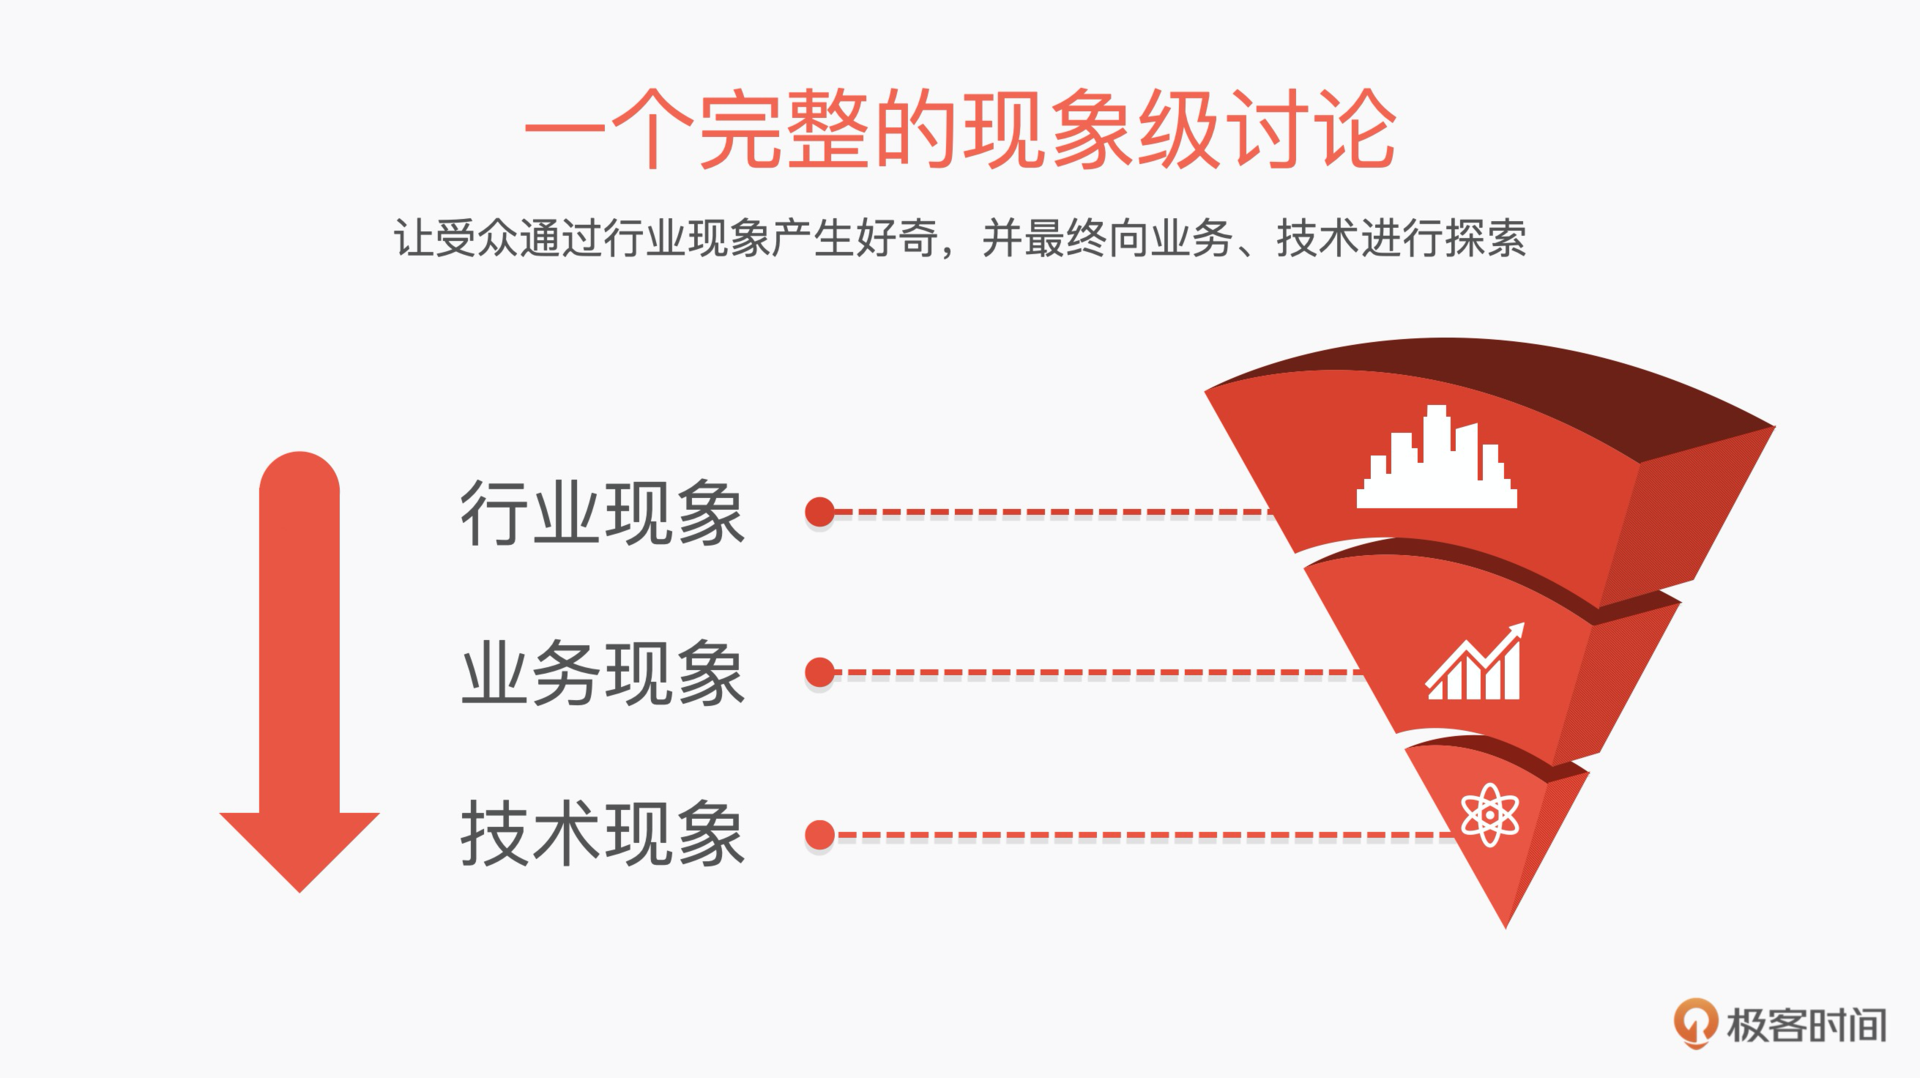 一个完整的现象级讨论
让受众通过行业现象产生好奇，并最终向业务、技术进行探索
行业现象
业务现象
技术现象
极客时间